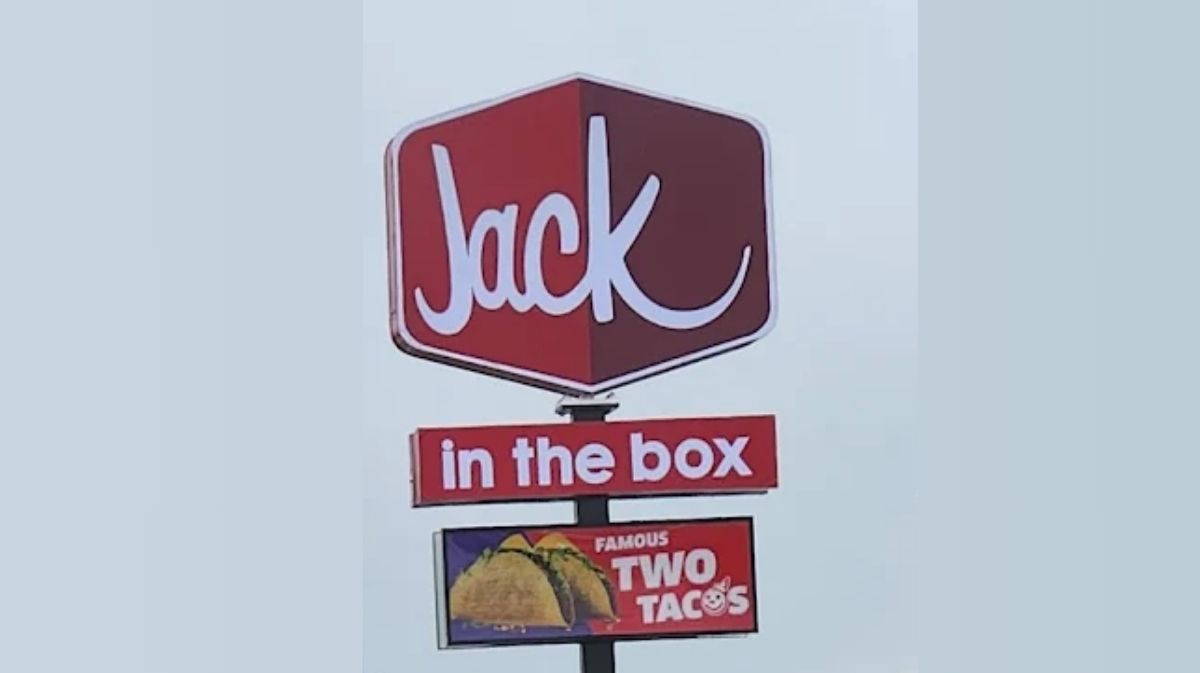 Jack
in the box
FAMOUS
TWO
TACOS